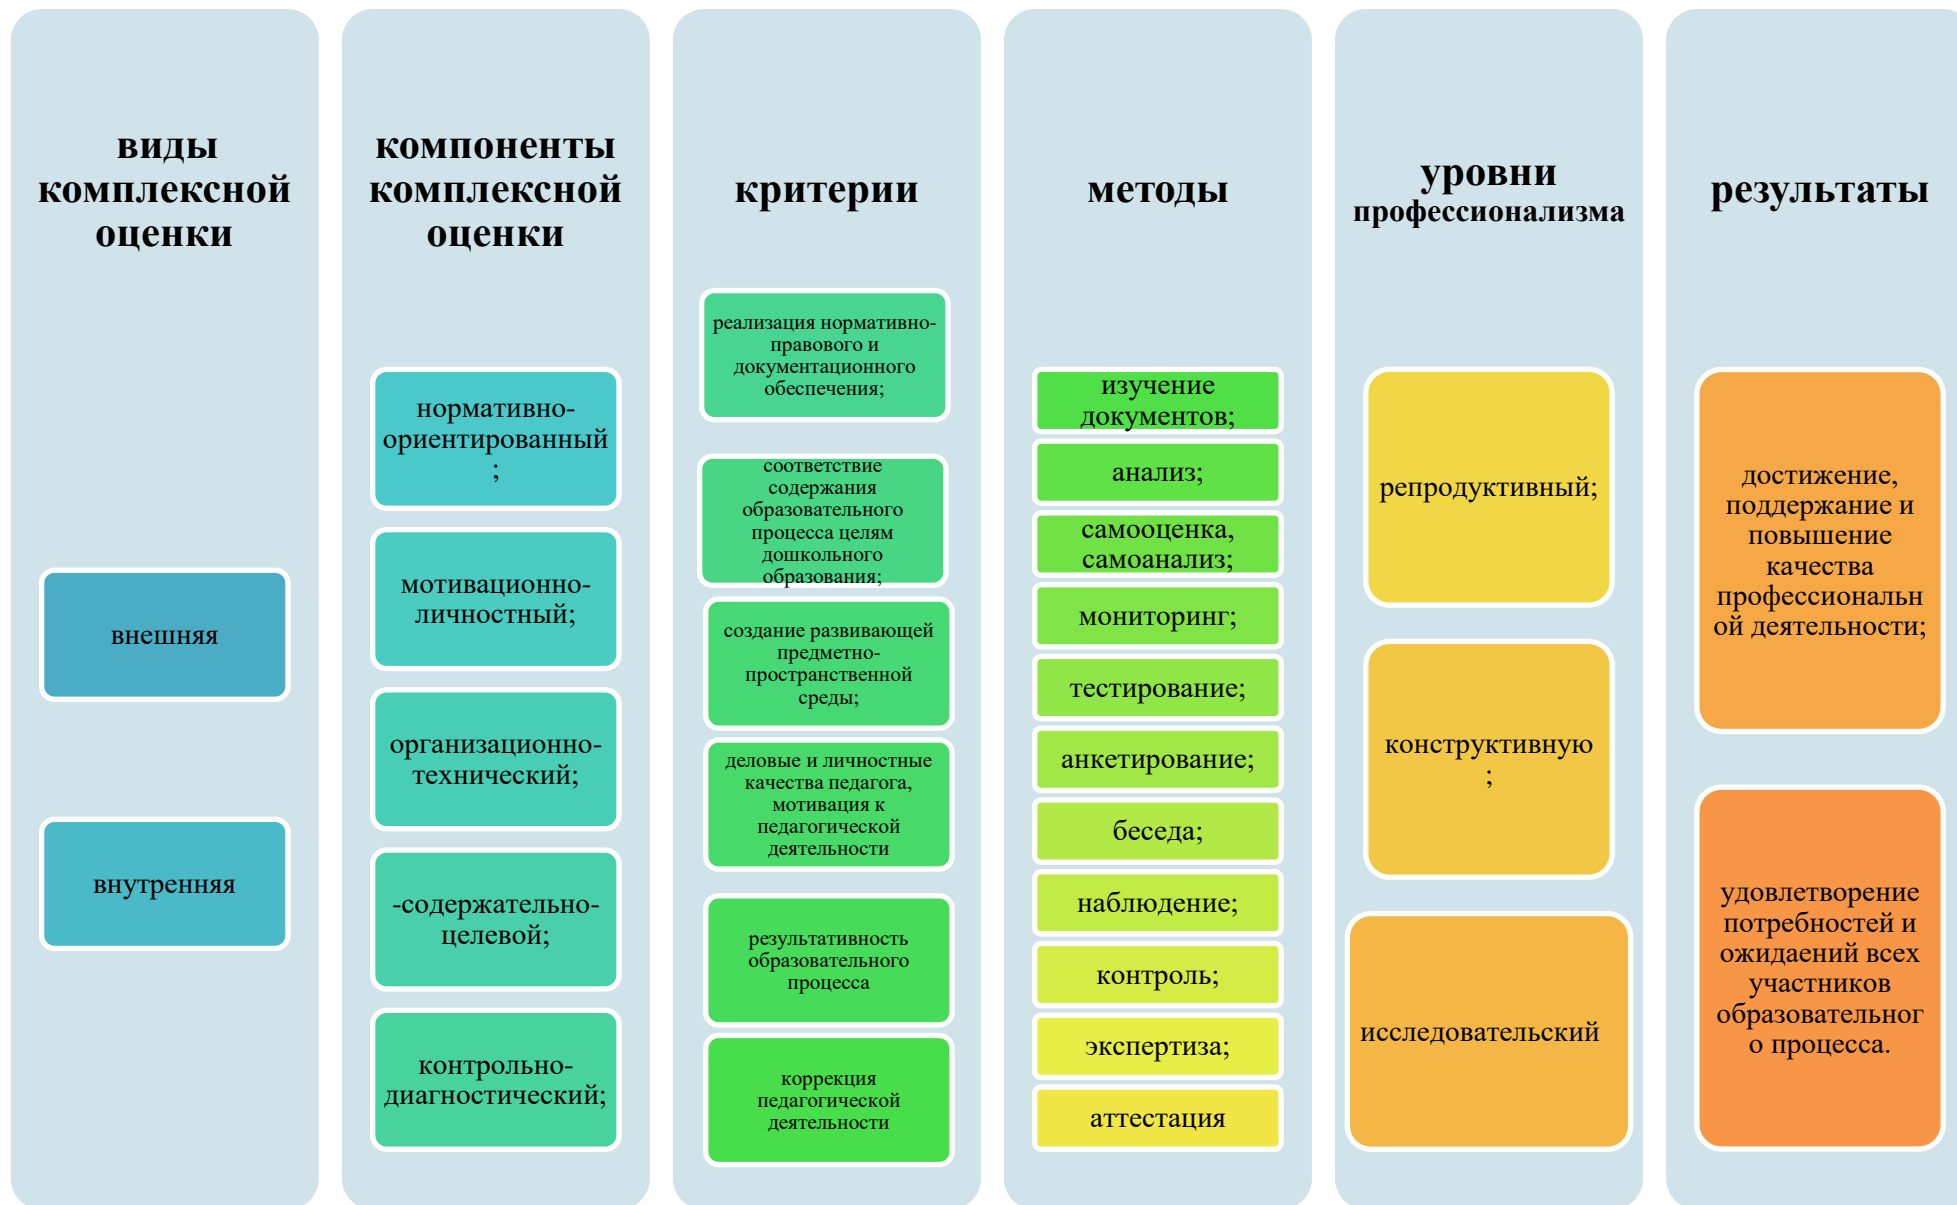 виды
комплексной
оценки
внешняя
внутренняя
компоненты
комплексной
оценки
нормативно-
ориентированный
;
мотивационно-
личностный;
организационно-
технический;
-содержательно-
целевой;
контрольно-
диагностический;
критерии
реализация нормативно-
правового и
документационного
обеспечения;
соответствие
содержания
образовательного
процесса целям
дошкольного
образования;
создание развивающей
предметно-
пространственной
среды;
деловые и личностные
качества педагога,
мотивация к
педагогической
деятельности
результативность
образовательного
процесса
коррекция
педагогической
деятельности
методы
изучение
документов;
анализ;
самооценка,
самоанализ;
мониторинг;
тестирование;
анкетирование;
беседа;
наблюдение;
контроль;
экспертиза;
аттестация
уровни
профессионализма
репродуктивный;
конструктивную
;
исследовательский
результаты
достижение,
поддержание и
повышение
качества
профессиональн
ой деятельности;
удовлетворение
потребностей и
ожидаений всех
участников
образовательног
о процесса.